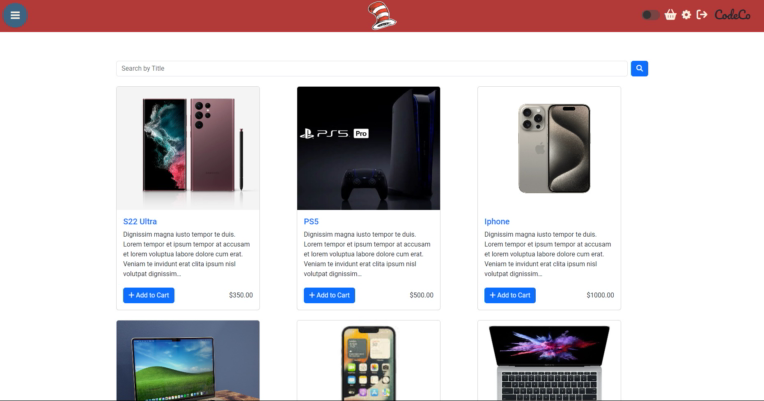 CodeCo
Search by Title
PS5 Pro
S22 Ultra
Dignissim magna iusto tempor te duis.
Lorem tempor et ipsum tempor at accusam
et lorem voluptua labore dolore cum erat.
Veniam te invidunt erat clita ipsum nisl
volutpat dignissim...
+ Add to Cart
$350.00
PS5
Dignissim magna iusto tempor te duis.
Lorem tempor et ipsum tempor at accusam
et lorem voluptua labore dolore cum erat.
Veniam te invidunt erat clita ipsum nisl
volutpat dignissim...
+ Add to Cart
$500.00
Iphone
Dignissim magna iusto tempor te duis.
Lorem tempor et ipsum tempor at accusam
et lorem voluptua labore dolore cum erat.
Veniam te invidunt erat clita ipsum nisl
volutpat dignissim...
+ Add to Cart
$1000.00